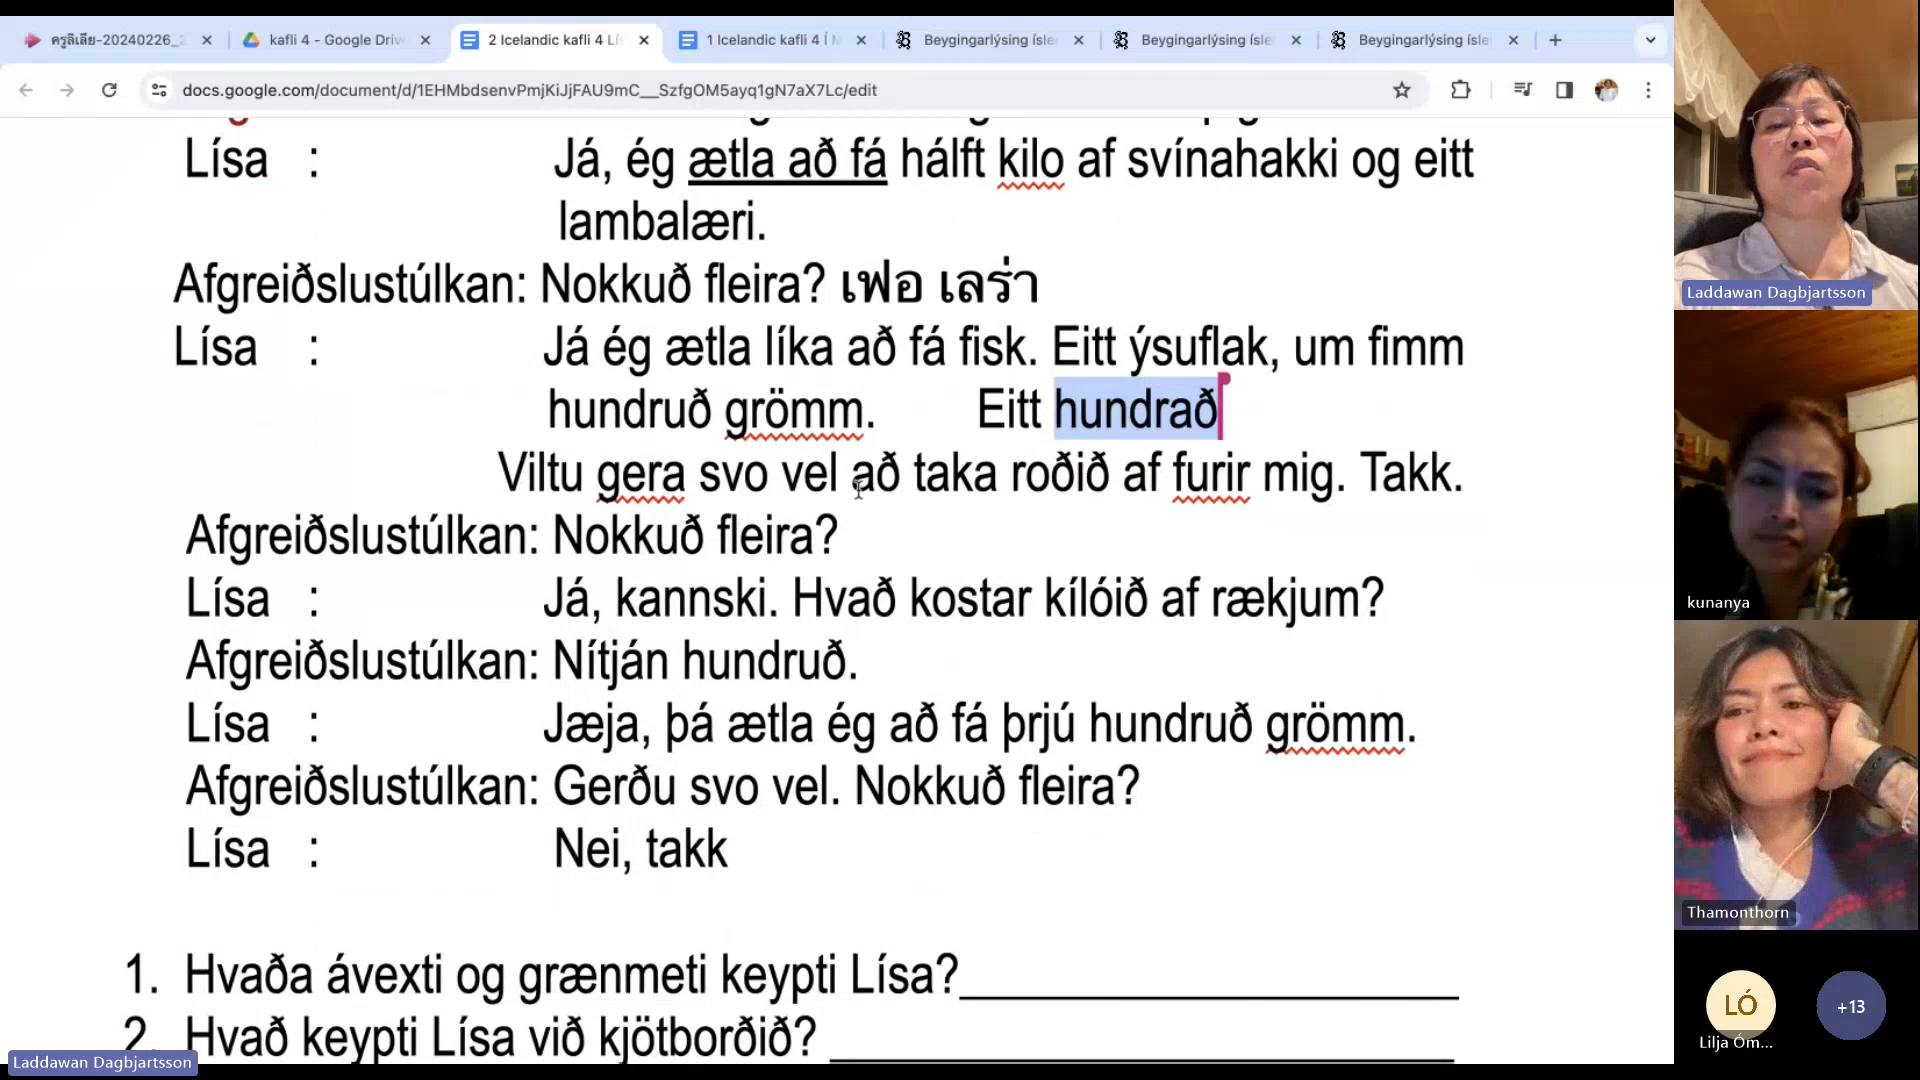 ครูลิเลีย-20240226_2
kafli 4 - Google Driv
2 Icelandic kafli 4 Lí
1 Icelandic kafli 4 Í
Beygingarlýsing ísle
Beygingarlýsing ísle
Beygingarlýsing ísle
docs.google.com/document/d/1EHMbdsenvPmjKiJjFAU9mC__SzfgOM5ayq1gN7aX7Lc/edit
Lísa : Já, ég ætla að fá hálft kilo af svínahakki og eitt
lambalæri.
Afgreiðslustúlkan: Nokkuð fleira? เฟอ เลร่า
Lísa : Já ég ætla líka að fá fisk. Eitt ýsuflak, um fimm
hundruð grömm. Eitt hundrað
Viltu gera svo vel að taka roðið af furir mig. Takk.
Afgreiðslustúlkan: Nokkuð fleira?
Lísa : Já, kannski. Hvað kostar kílóið af rækjum?
Afgreiðslustúlkan: Nítján hundruð.
Lísa : Jæja, þá ætla ég að fá þrjú hundruð grömm.
Afgreiðslustúlkan: Gerðu svo vel. Nokkuð fleira?
Lísa : Nei, takk
1. Hvaða ávexti og grænmeti keypti Lísa?
2. Hvað keypti Lísa við kjötborðið?
Laddawan Dagbjartsson
Laddawan Dagbjartsson
kunanya
Thamonthorn
LÓ
Lilja Óm...
+13